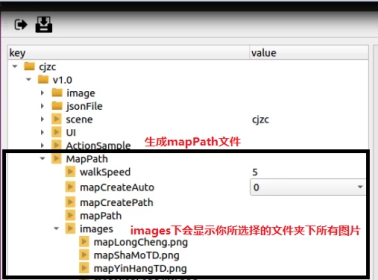 key value
cjzc
v1.0
image
jsonFile
scene cjzc
UI
ActionSample
生成mapPath文件
MapPath
walkSpeed 5
mapCreateAuto 0
mapCreatePath
mapPath
images下会显示你所选择的文件夹下所有图片
images
mapLongCheng.png
mapShaMoTD.png
mapYinHangTD.png